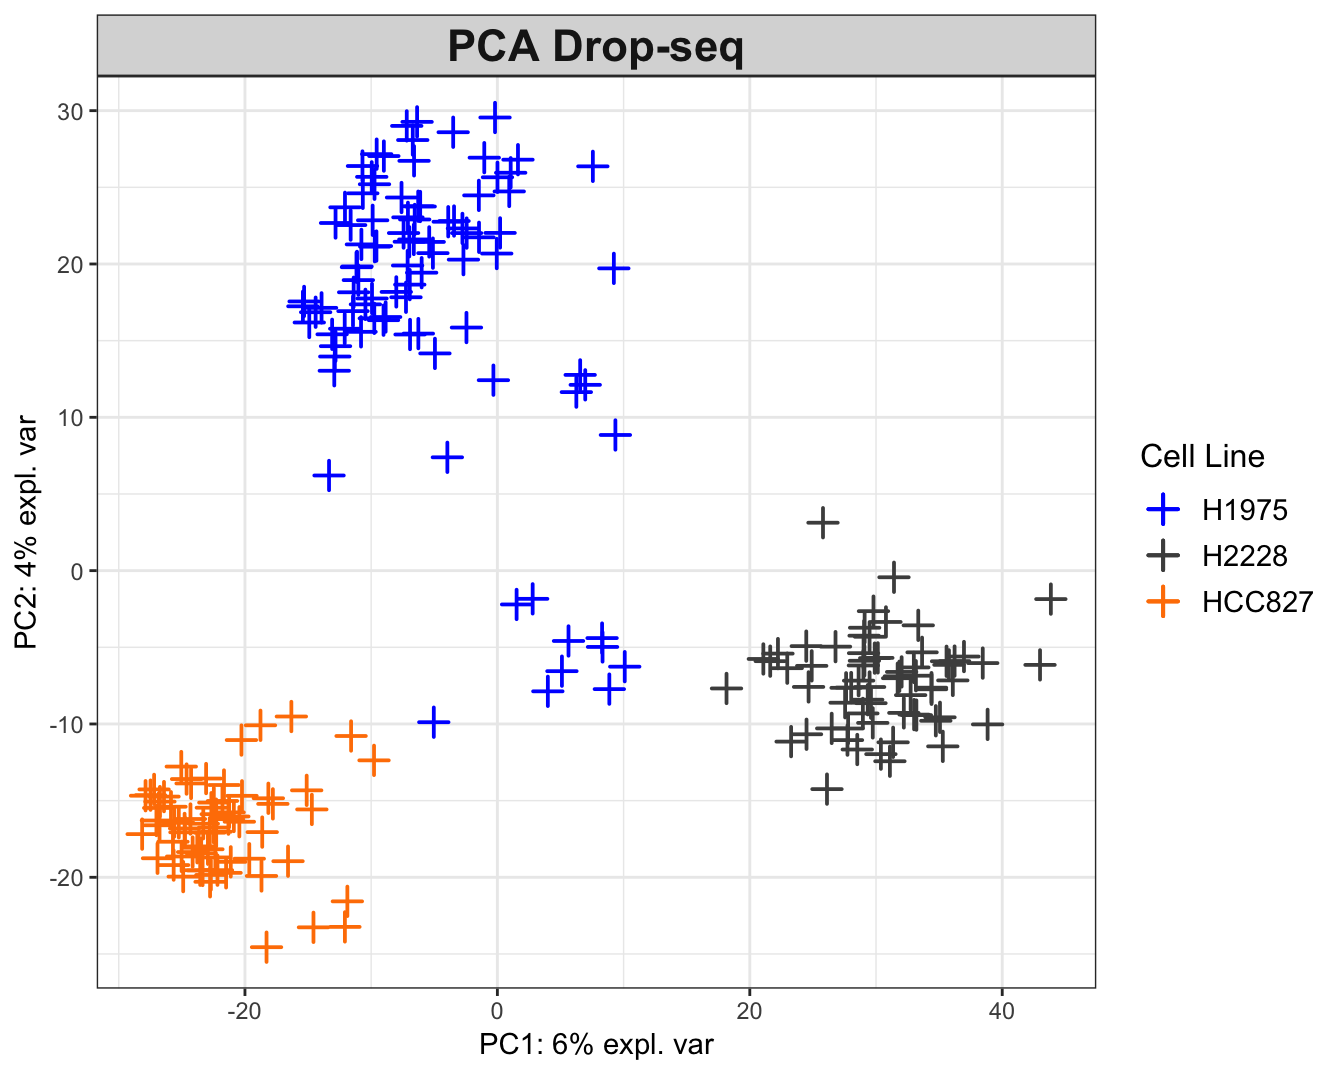 PCA Drop-seq
30
20
10
0
-10
-20
PC2: 4% expl. var
-20
0
20
40
PC1: 6% expl. var
Cell Line
H1975
H2228
HCC827